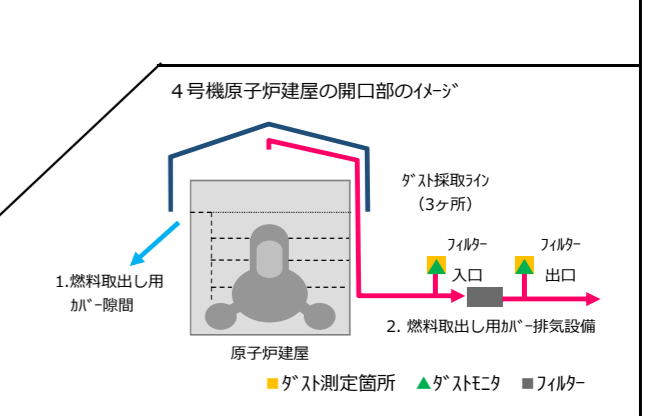 ４号機原子炉建屋の開口部のｲﾒｰｼﾞ
ﾀﾞｽﾄ採取ﾗｲﾝ
（3ヶ所）
ﾌｨﾙﾀｰ
入口
ﾌｨﾙﾀｰ
出口
1.燃料取出し用
ｶﾊﾞｰ隙間
2. 燃料取出し用ｶﾊﾞｰ排気設備
原子炉建屋
■ﾀﾞｽﾄ測定箇所 ▲ﾀﾞｽﾄﾓﾆﾀ ■ﾌｨﾙﾀｰ